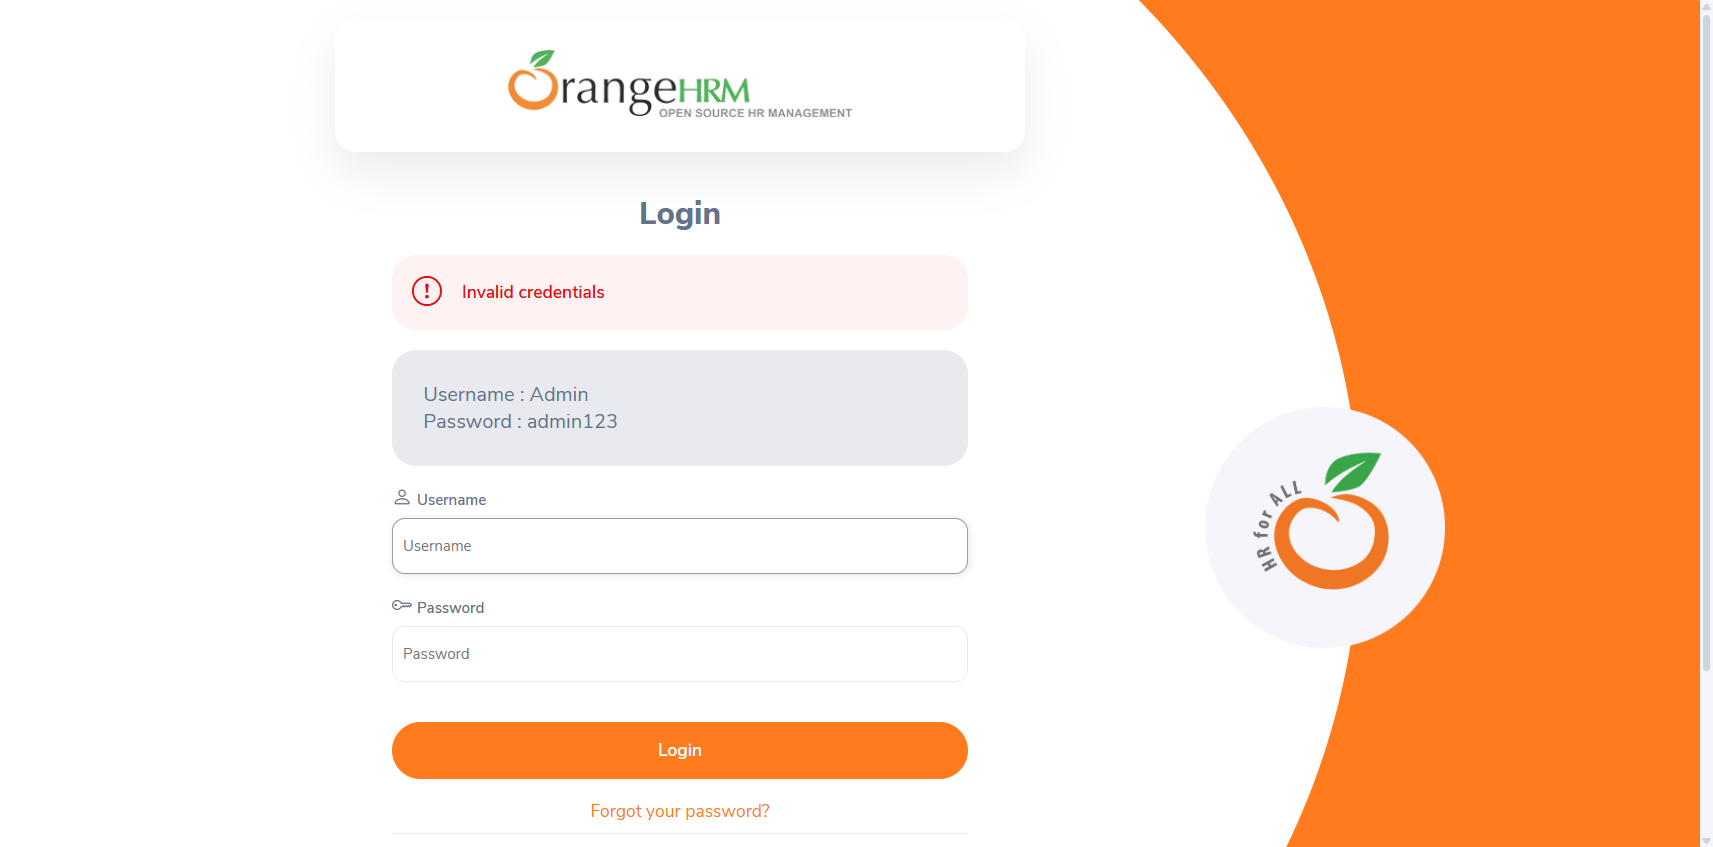 OrangeHRM
OPEN SOURCE HR MANAGEMENT
Login
! Invalid credentials
Username : Admin
Password : admin123
Username
Username
Password
Password
Login
Forgot your password?
HR for ALL